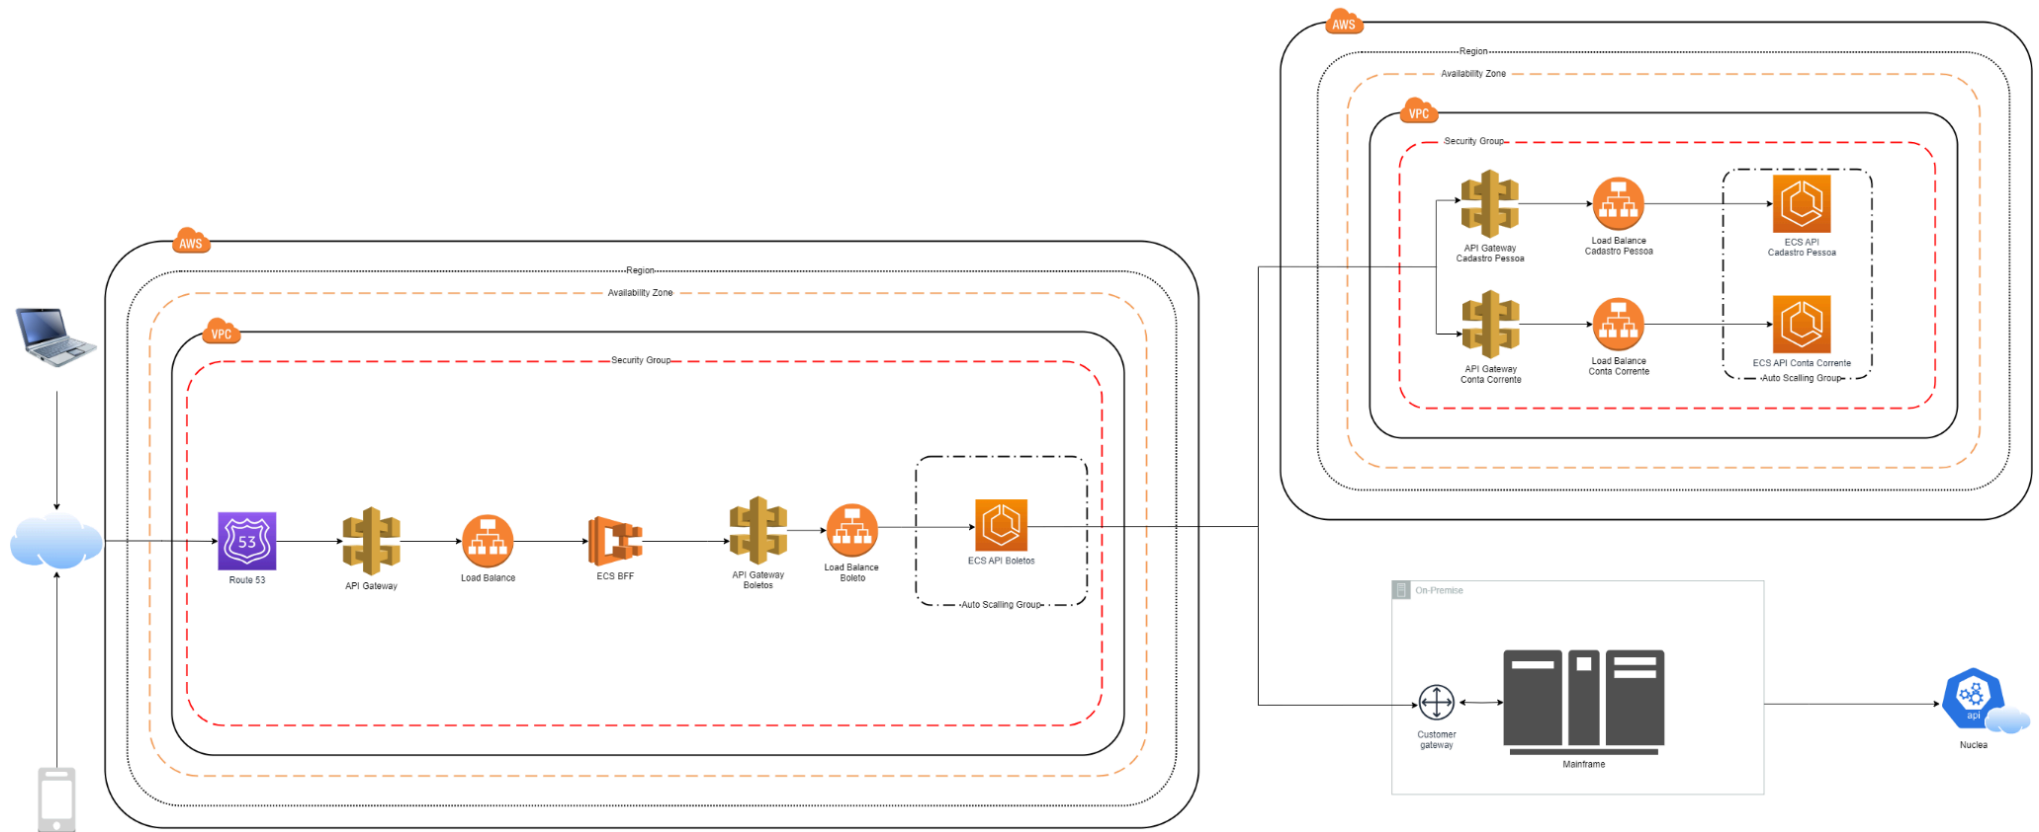 AWS
Region
Availability Zone
VPC
Security Group
API Gateway
Cadastro Pessoa
Load Balance
Cadastro Pessoa
ECS API
Cadastro Pessoa
API Gateway
Conta Corrente
Load Balance
Conta Corrente
ECS API Conta Corrente
Auto Scalling Group
AWS
Region
Availability Zone
VPC
Security Group
53
Route 53
API Gateway
Load Balance
ECS BFF
API Gateway
Boletos
Load Balance
Boleto
ECS API Boletos
Auto Scalling Group
On-Premise
Customer
gateway
Mainframe
api
Nuclea